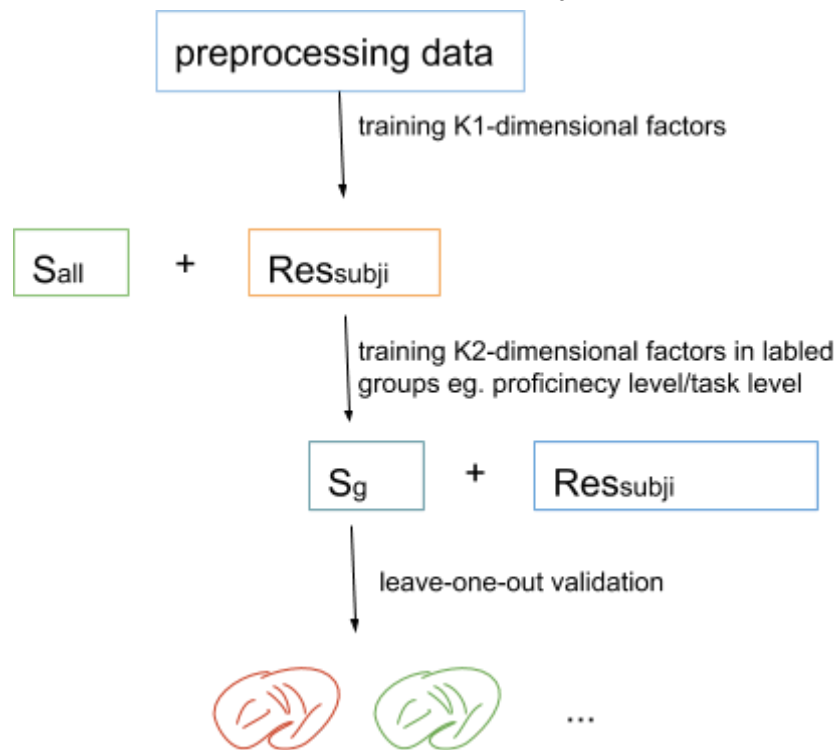 preprocessing data
training K1-dimensional factors
Sall + Ressubji
training K2-dimensional factors in labled
groups eg. proficinecy level/task level
Sg + Ressubji
leave-one-out validation
...